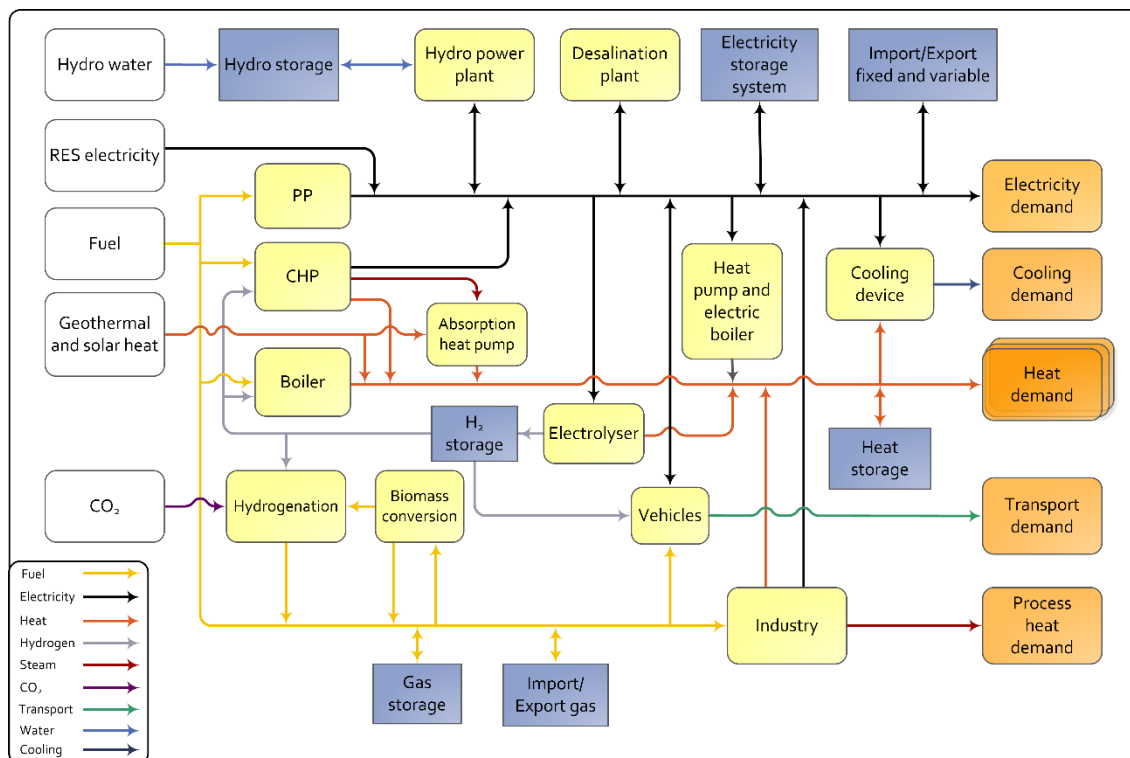 Hydro water
Hydro storage
Hydro power
plant
Desalination
plant
Electricity
storage
system
Import/Export
fixed and variable
RES electricity
PP
Electricity
demand
Fuel
CHP
Heat
pump and
electric
boiler
Cooling
device
Cooling
demand
Geothermal
and solar heat
Absorption
heat pump
Boiler
Heat
demand
H₂
storage
Electrolyser
Heat
storage
CO₂
Hydrogenation
Biomass
conversion
Vehicles
Transport
demand
Fuel
Electricity
Heat
Hydrogen
Steam
CO₂
Transport
Water
Cooling
Industry
Process
heat
demand
Gas
storage
Import/
Export gas